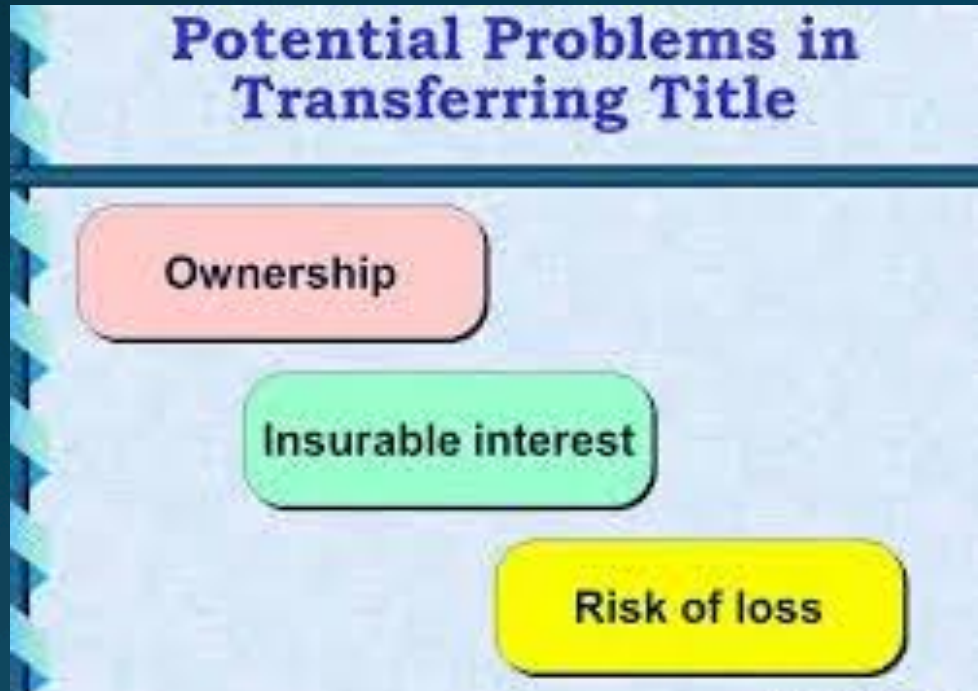 Potential Problems in
Transferring Title
Ownership
Insurable interest
Risk of loss